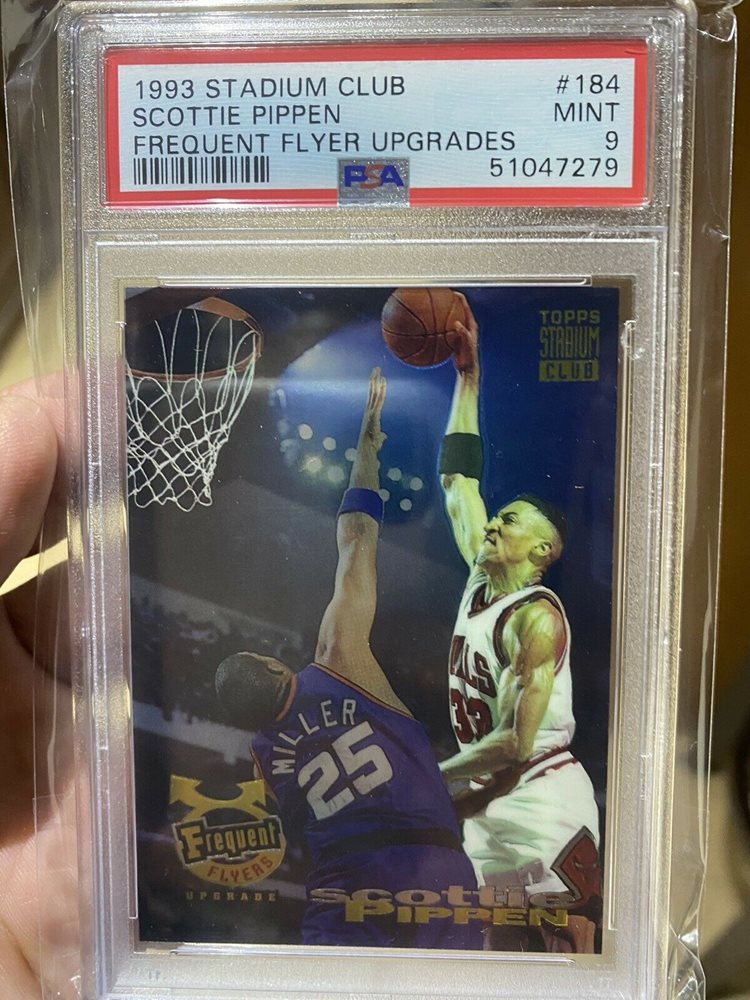 1993 STADIUM CLUB #184
SCOTTIE PIPPEN MINT
FREQUENT FLYER UPGRADES 9
PSA 51047279
TOPPS
STADIUM
CLUB
33
MILLER
25
Frequent
FLYERS
UPGRADE
scottie
PIPPEN